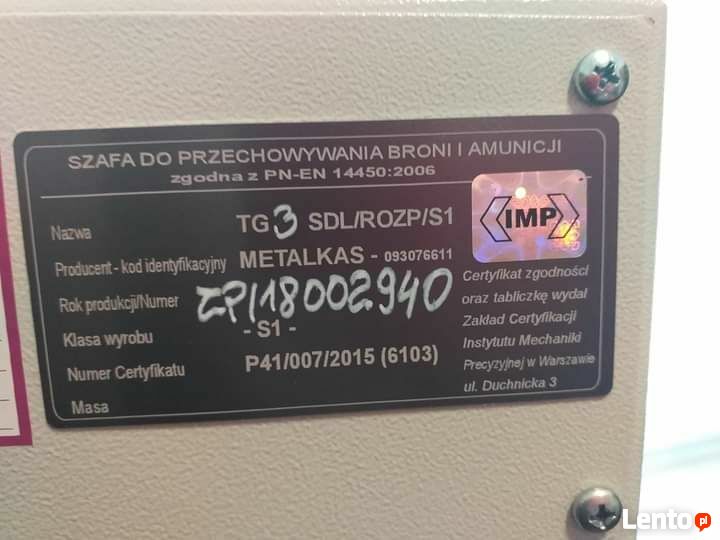 SZAFA DO PRZECHOWYWANIA BRONI I AMUNICJI
zgodna z PN-EN 14450:2006
Nazwa TG3 SDL/ROZP/S1
Producent - kod identyfikacyjny METALKAS - 093076611
Rok produkcji/Numer ZP/18002940
Klasa wyrobu - S1 -
Numer Certyfikatu P41/007/2015 (6103)
Masa
IMP
Certyfikat zgodności
oraz tabliczkę wydał
Zakład Certyfikacji
Instytutu Mechaniki
Precyzyjnej w Warszawie
ul. Duchnicka 3
Lento.pl